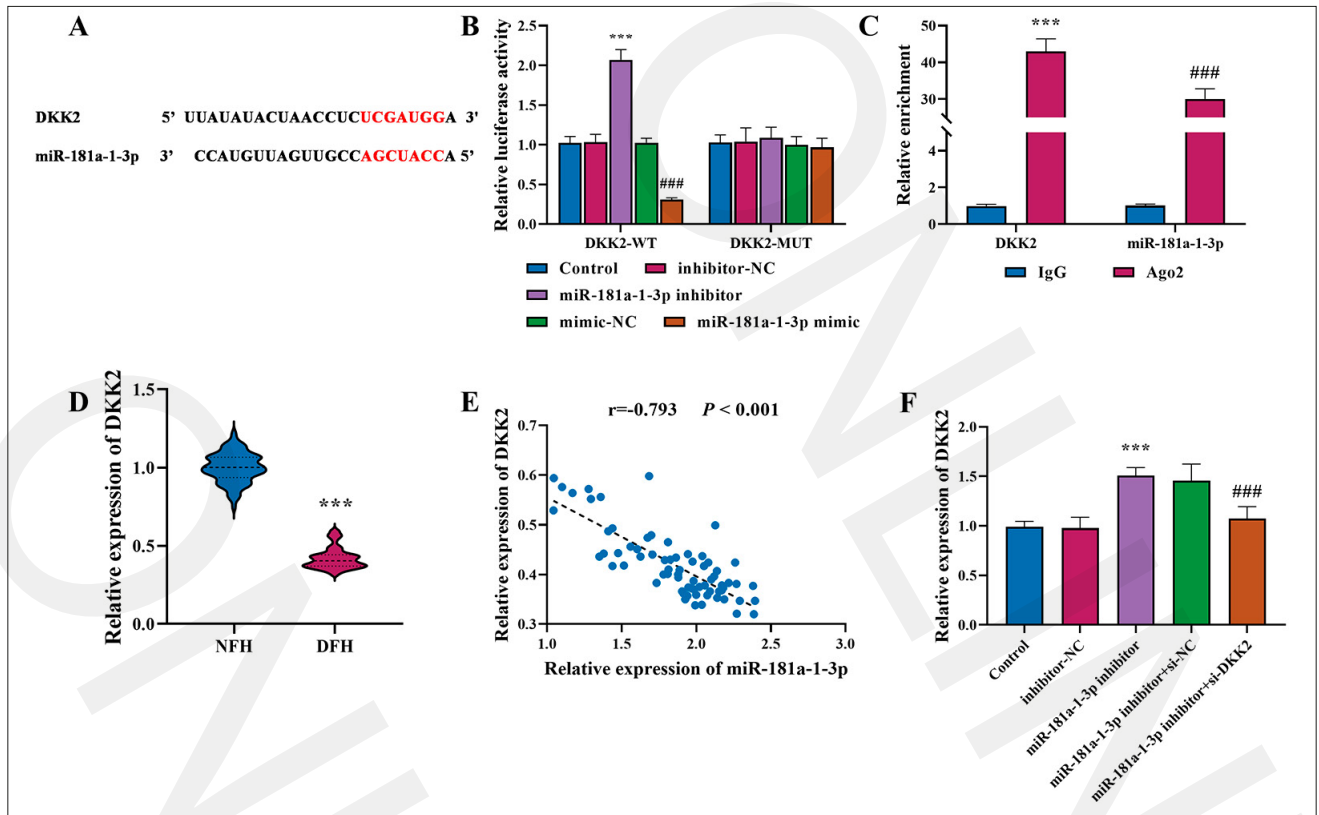 A
DKK2 5' UUAUAUACUAACCUCUCGAUGGA 3'
miR-181a-1-3p 3' CCAUGUUAGUUGCCAGCUACCA 5'
B
Relative luciferase activity
2.5
2.0
1.5
1.0
0.5
0.0
***
###
DKK2-WT DKK2-MUT
Control inhibitor-NC
miR-181a-1-3p inhibitor
mimic-NC miR-181a-1-3p mimic
C
Relative enrichment
50
40
30
4
2
0
***
###
DKK2 miR-181a-1-3p
IgG Ago2
D
Relative expression of DKK2
1.5
1.0
0.5
0.0
***
NFH DFH
E
r=-0.793 P < 0.001
Relative expression of DKK2
0.7
0.6
0.5
0.4
0.3
1.0 1.5 2.0 2.5 3.0
Relative expression of miR-181a-1-3p
F
Relative expression of DKK2
2.0
1.5
1.0
0.5
0.0
***
###
Control
inhibitor-NC
miR-181a-1-3p inhibitor
miR-181a-1-3p inhibitor+si-NC
miR-181a-1-3p inhibitor+si-DKK2